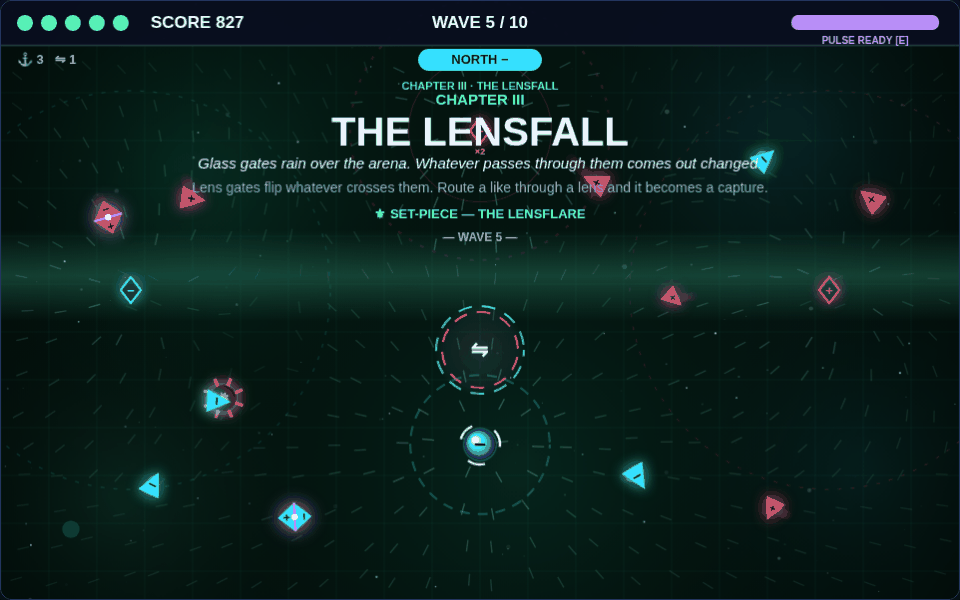 SCORE 827
WAVE 5 / 10
PULSE READY [E]
⚓ 3 ⇋ 1
NORTH −
CHAPTER III · THE LENSFALL
CHAPTER III
THE LENSFALL
×2
Glass gates rain over the arena. Whatever passes through them comes out changed.
Lens gates flip whatever crosses them. Route a like through a lens and it becomes a capture.
⚜ SET-PIECE — THE LENSFLARE
— WAVE 5 —